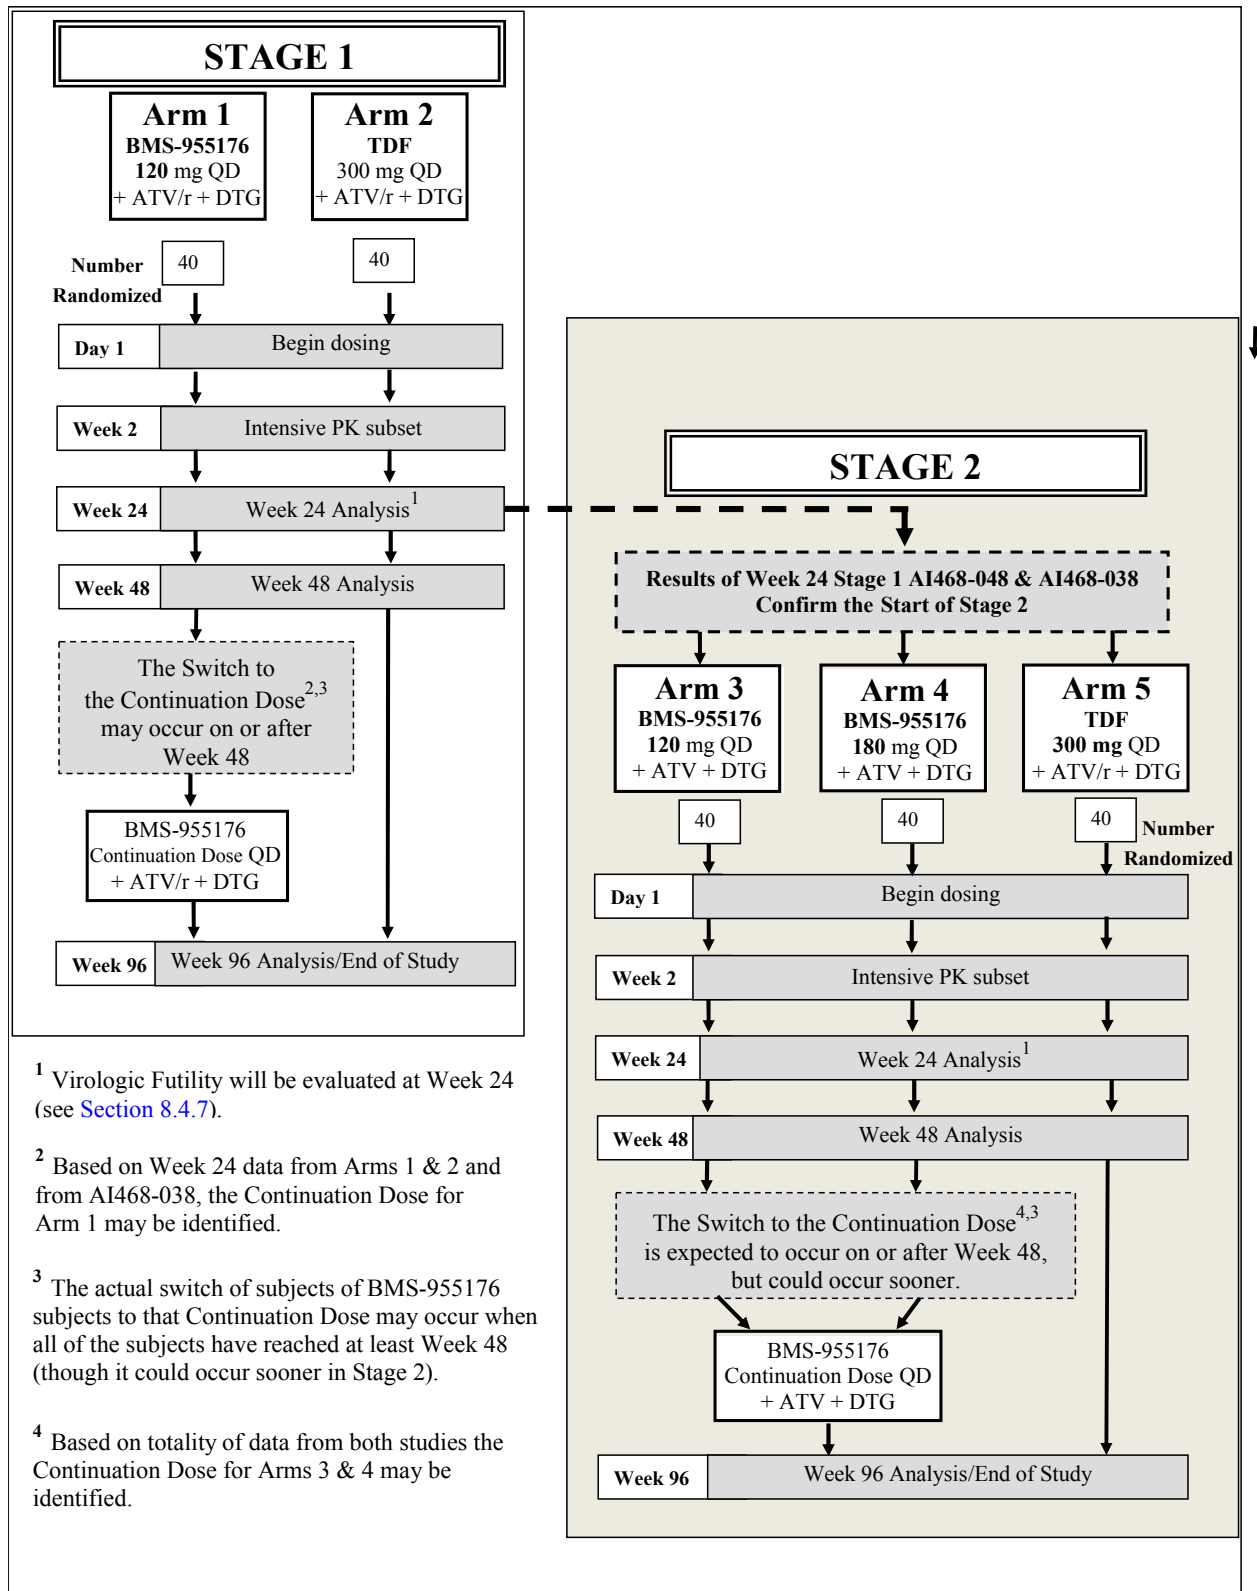 STAGE 1
Arm 1
BMS-955176
120 mg QD
+ ATV/r + DTG
Arm 2
TDF
300 mg QD
+ ATV/r + DTG
Number
Randomized
40
40
Day 1
Begin dosing
Week 2
Intensive PK subset
Week 24
Week 24 Analysis1
Week 48
Week 48 Analysis
The Switch to
the Continuation Dose2,3
may occur on or after
Week 48
BMS-955176
Continuation Dose QD
+ ATV/r + DTG
Week 96
Week 96 Analysis/End of Study
1 Virologic Futility will be evaluated at Week 24
(see Section 8.4.7).
2 Based on Week 24 data from Arms 1 & 2 and
from AI468-038, the Continuation Dose for
Arm 1 may be identified.
3 The actual switch of subjects of BMS-955176
subjects to that Continuation Dose may occur when
all of the subjects have reached at least Week 48
(though it could occur sooner in Stage 2).
4 Based on totality of data from both studies the
Continuation Dose for Arms 3 & 4 may be
identified.
STAGE 2
Results of Week 24 Stage 1 AI468-048 & AI468-038
Confirm the Start of Stage 2
Arm 3
BMS-955176
120 mg QD
+ ATV + DTG
Arm 4
BMS-955176
180 mg QD
+ ATV + DTG
Arm 5
TDF
300 mg QD
+ ATV/r + DTG
40
40
40
Number
Randomized
Day 1
Begin dosing
Week 2
Intensive PK subset
Week 24
Week 24 Analysis1
Week 48
Week 48 Analysis
The Switch to the Continuation Dose4,3
is expected to occur on or after Week 48,
but could occur sooner.
BMS-955176
Continuation Dose QD
+ ATV + DTG
Week 96
Week 96 Analysis/End of Study